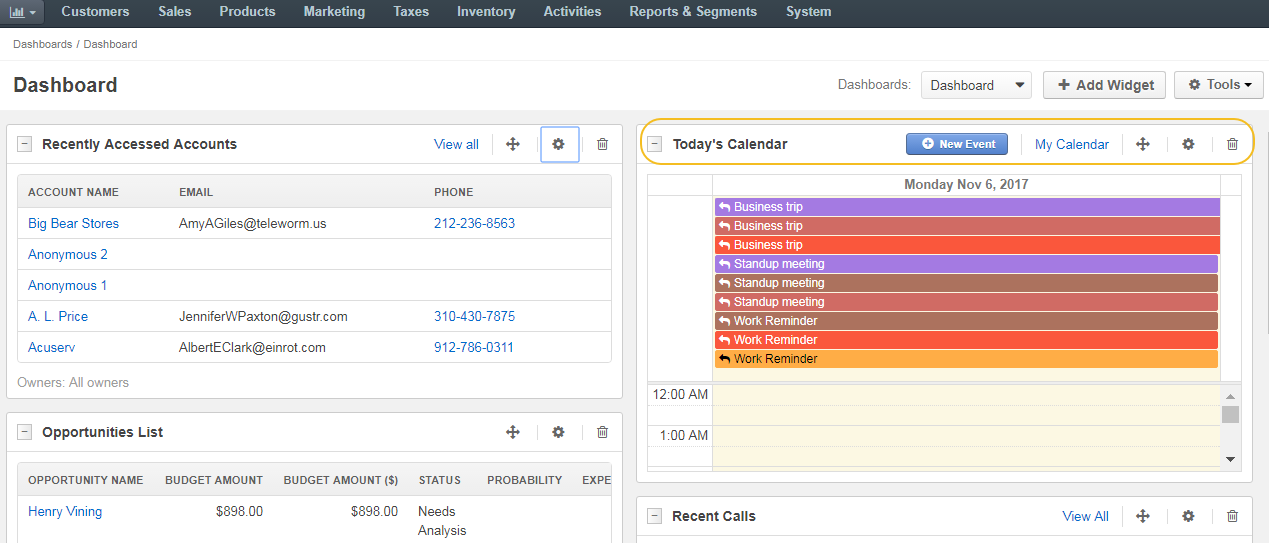 Customers Sales Products Marketing Taxes Inventory Activities Reports & Segments System
Dashboards / Dashboard
Dashboard
Dashboards: Dashboard Add Widget Tools
Recently Accessed Accounts View all
ACCOUNT NAME EMAIL PHONE
Big Bear Stores AmyAGiles@teleworm.us 212-236-8563
Anonymous 2
Anonymous 1
A. L. Price JenniferWPaxton@gustr.com 310-430-7875
Acuserv AlbertEClark@einrot.com 912-786-0311
Owners: All owners
Opportunities List
OPPORTUNITY NAME BUDGET AMOUNT BUDGET AMOUNT ($) STATUS PROBABILITY EXPE
Henry Vining $898.00 $898.00 Needs
Analysis
Today's Calendar New Event My Calendar
Monday Nov 6, 2017
Business trip
Business trip
Business trip
Standup meeting
Standup meeting
Standup meeting
Work Reminder
Work Reminder
Work Reminder
12:00 AM
1:00 AM
Recent Calls View All